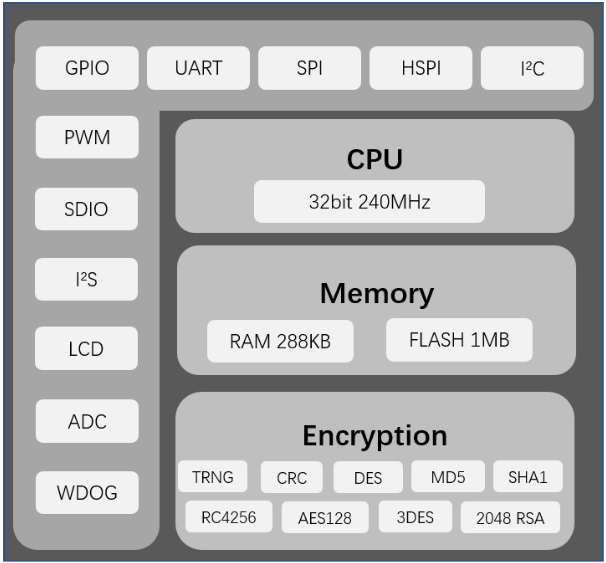 GPIO UART SPI HSPI I²C
PWM
SDIO
I²S
LCD
ADC
WDOG
CPU
32bit 240MHz
Memory
RAM 288KB FLASH 1MB
Encryption
TRNG CRC DES MD5 SHA1
RC4256 AES128 3DES 2048 RSA